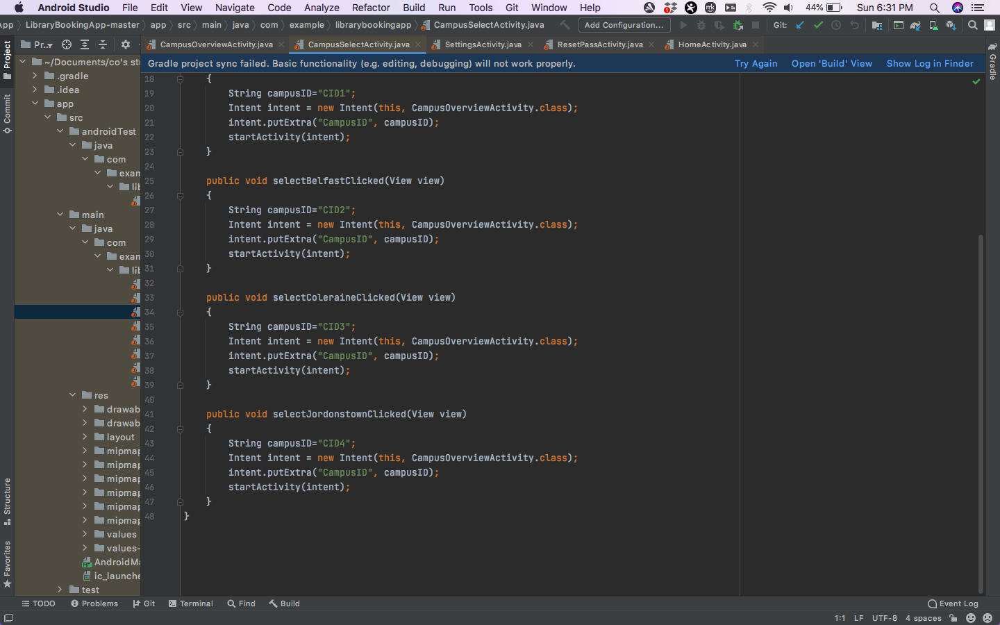 Android Studio File Edit View Navigate Code Analyze Refactor Build Run Tools Git Window Help 44% Sun 6:31 PM
App LibraryBookingApp-master app src main java com example librarybookingapp CampusSelectActivity.java Add Configuration... Git:
Pr... CampusOverviewActivity.java CampusSelectActivity.java SettingsActivity.java ResetPassActivity.java HomeActivity.java
Gradle project sync failed. Basic functionality (e.g. editing, debugging) will not work properly. Try Again Open 'Build' View Show Log in Finder
Project
Commit
Structure
Favorites
Gradle
~/Documents/co's stu
.gradle
.idea
app
src
androidTest
java
com
exam
lib
main
java
com
exam
lib
res
drawab
drawab
layout
mipmap
mipmap
mipmap
mipmap
mipmap
mipmap
values
values-
AndroidMa
ic_launche
test
18 {
19 String campusID="CID1";
20 Intent intent = new Intent(this, CampusOverviewActivity.class);
21 intent.putExtra("CampusID", campusID);
22 startActivity(intent);
23 }
24
25 public void selectBelfastClicked(View view)
26 {
27 String campusID="CID2";
28 Intent intent = new Intent(this, CampusOverviewActivity.class);
29 intent.putExtra("CampusID", campusID);
30 startActivity(intent);
31 }
32
33 public void selectColeraineClicked(View view)
34 {
35 String campusID="CID3";
36 Intent intent = new Intent(this, CampusOverviewActivity.class);
37 intent.putExtra("CampusID", campusID);
38 startActivity(intent);
39 }
40
41 public void selectJordonstownClicked(View view)
42 {
43 String campusID="CID4";
44 Intent intent = new Intent(this, CampusOverviewActivity.class);
45 intent.putExtra("CampusID", campusID);
46 startActivity(intent);
47 }
48 }
TODO Problems Git Terminal Find Build Event Log
1:1 LF UTF-8 4 spaces